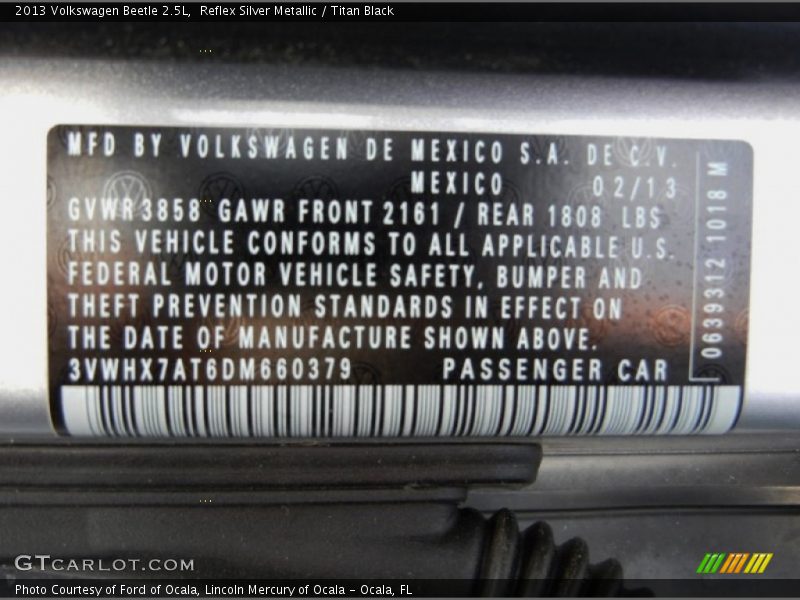 2013 Volkswagen Beetle 2.5L,  Reflex Silver Metallic / Titan Black
MFD BY VOLKSWAGEN DE MEXICO S.A. DE C.V.
MEXICO 02/13
GVWR 3858 GAWR FRONT 2161 / REAR 1808 LBS
THIS VEHICLE CONFORMS TO ALL APPLICABLE U.S.
FEDERAL MOTOR VEHICLE SAFETY, BUMPER AND
THEFT PREVENTION STANDARDS IN EFFECT ON
THE DATE OF MANUFACTURE SHOWN ABOVE.
3VWHX7AT6DM660379 PASSENGER CAR
0639312 1018 M
GTCARLOT.COM
Photo Courtesy of Ford of Ocala, Lincoln Mercury of Ocala – Ocala, FL